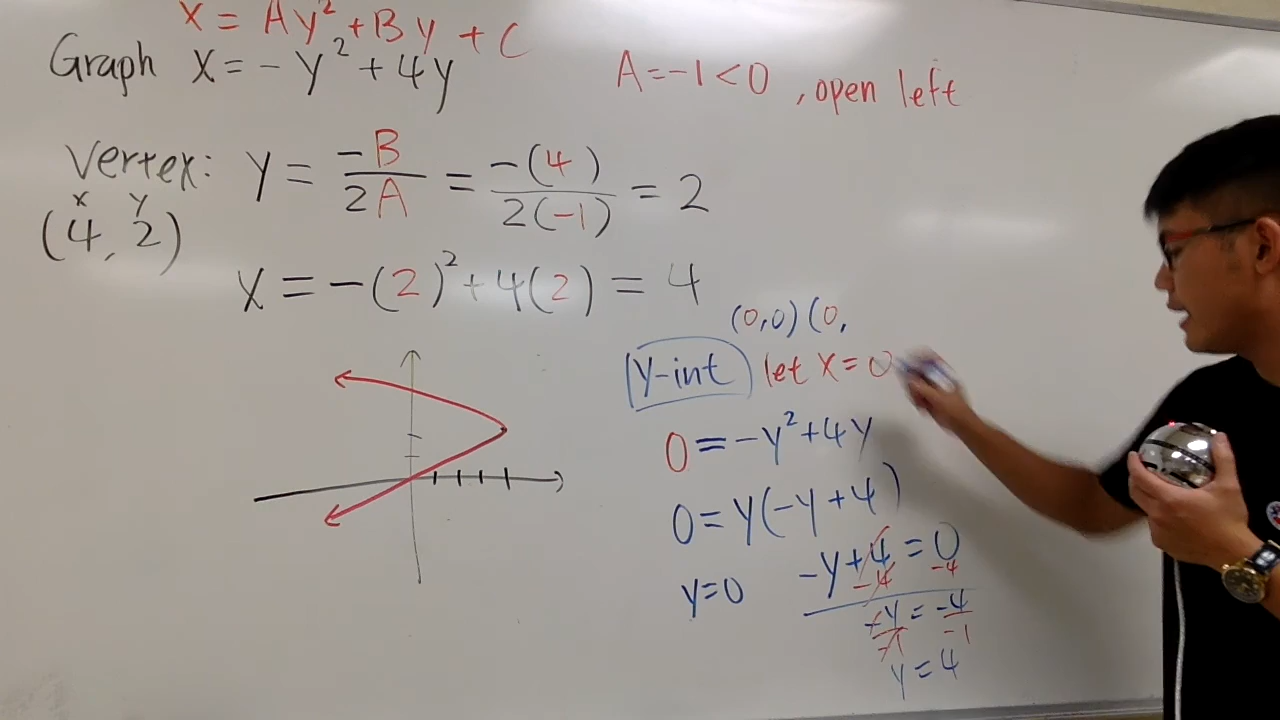 X = Ay² + By + C
Graph X = - y² + 4y
A = -1 < 0 , open left
Vertex: y = -B/2A = -(4)/2(-1) = 2
x y
(4, 2)
X = -(2)² + 4(2) = 4
(0,0) (0,
y-int let X = 0
0 = -y² + 4y
0 = y(-y + 4)
y=0 -y + 4 = 0
-4 -4
-y/-1 = -4/-1
y = 4